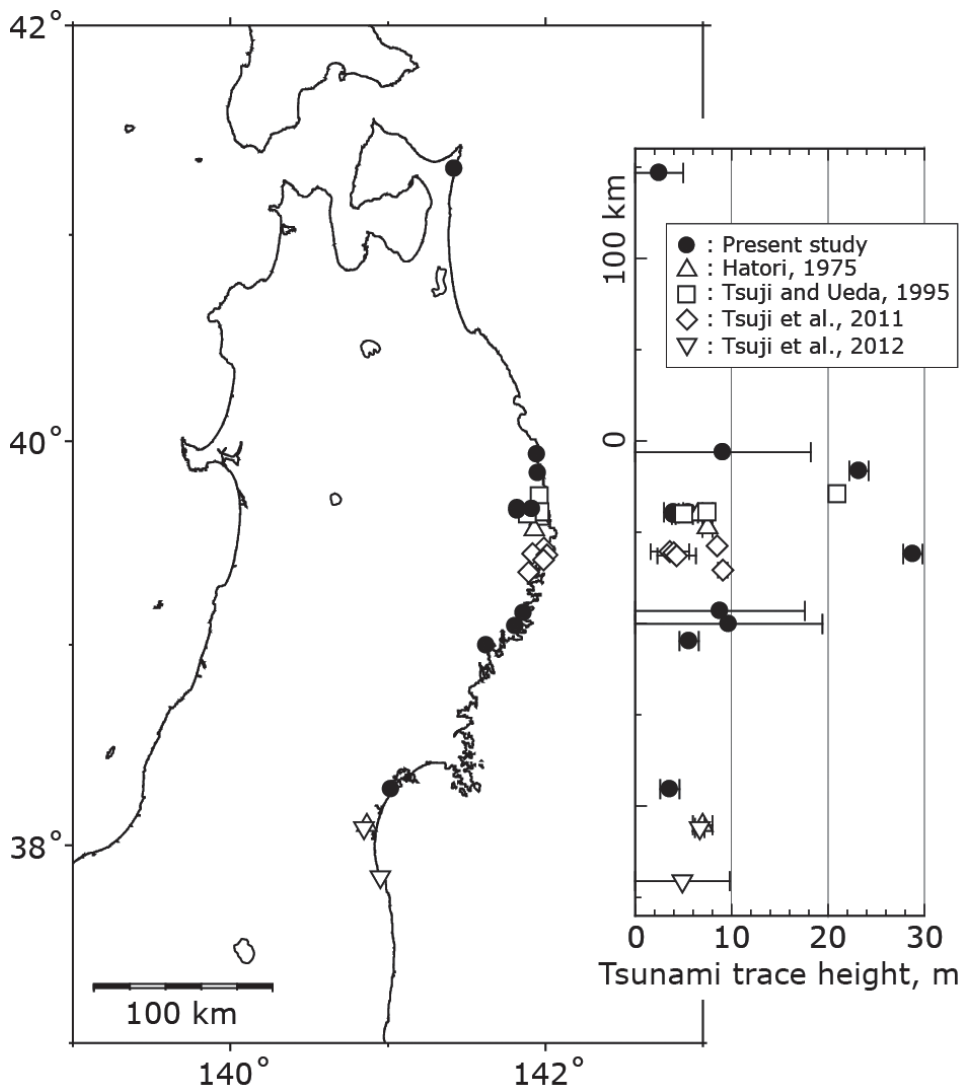 42°
40°
38°
140°
142°
100 km
100 km
0
: Present study
: Hatori, 1975
: Tsuji and Ueda, 1995
: Tsuji et al., 2011
: Tsuji et al., 2012
0 10 20 30
Tsunami trace height, m